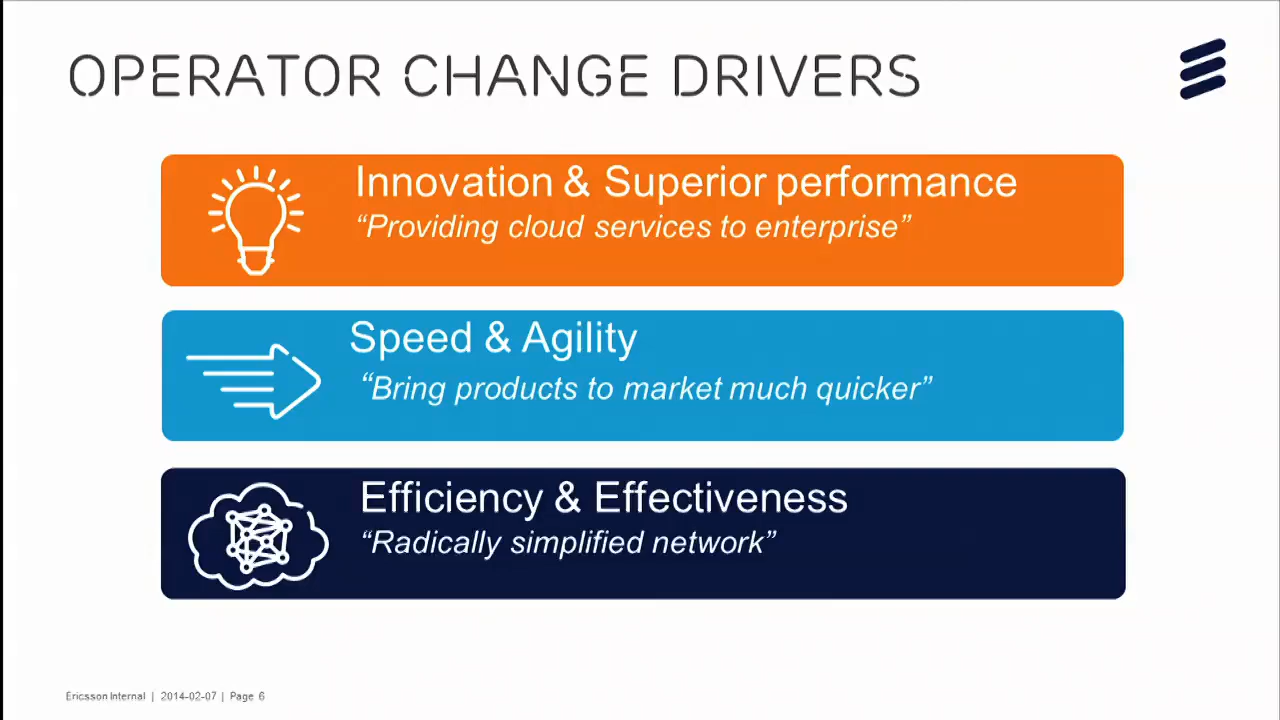 OPERATOR CHANGE DRIVERS
Innovation & Superior performance
“Providing cloud services to enterprise”
Speed & Agility
“Bring products to market much quicker”
Efficiency & Effectiveness
“Radically simplified network”
Ericsson Internal | 2014-02-07 | Page 6